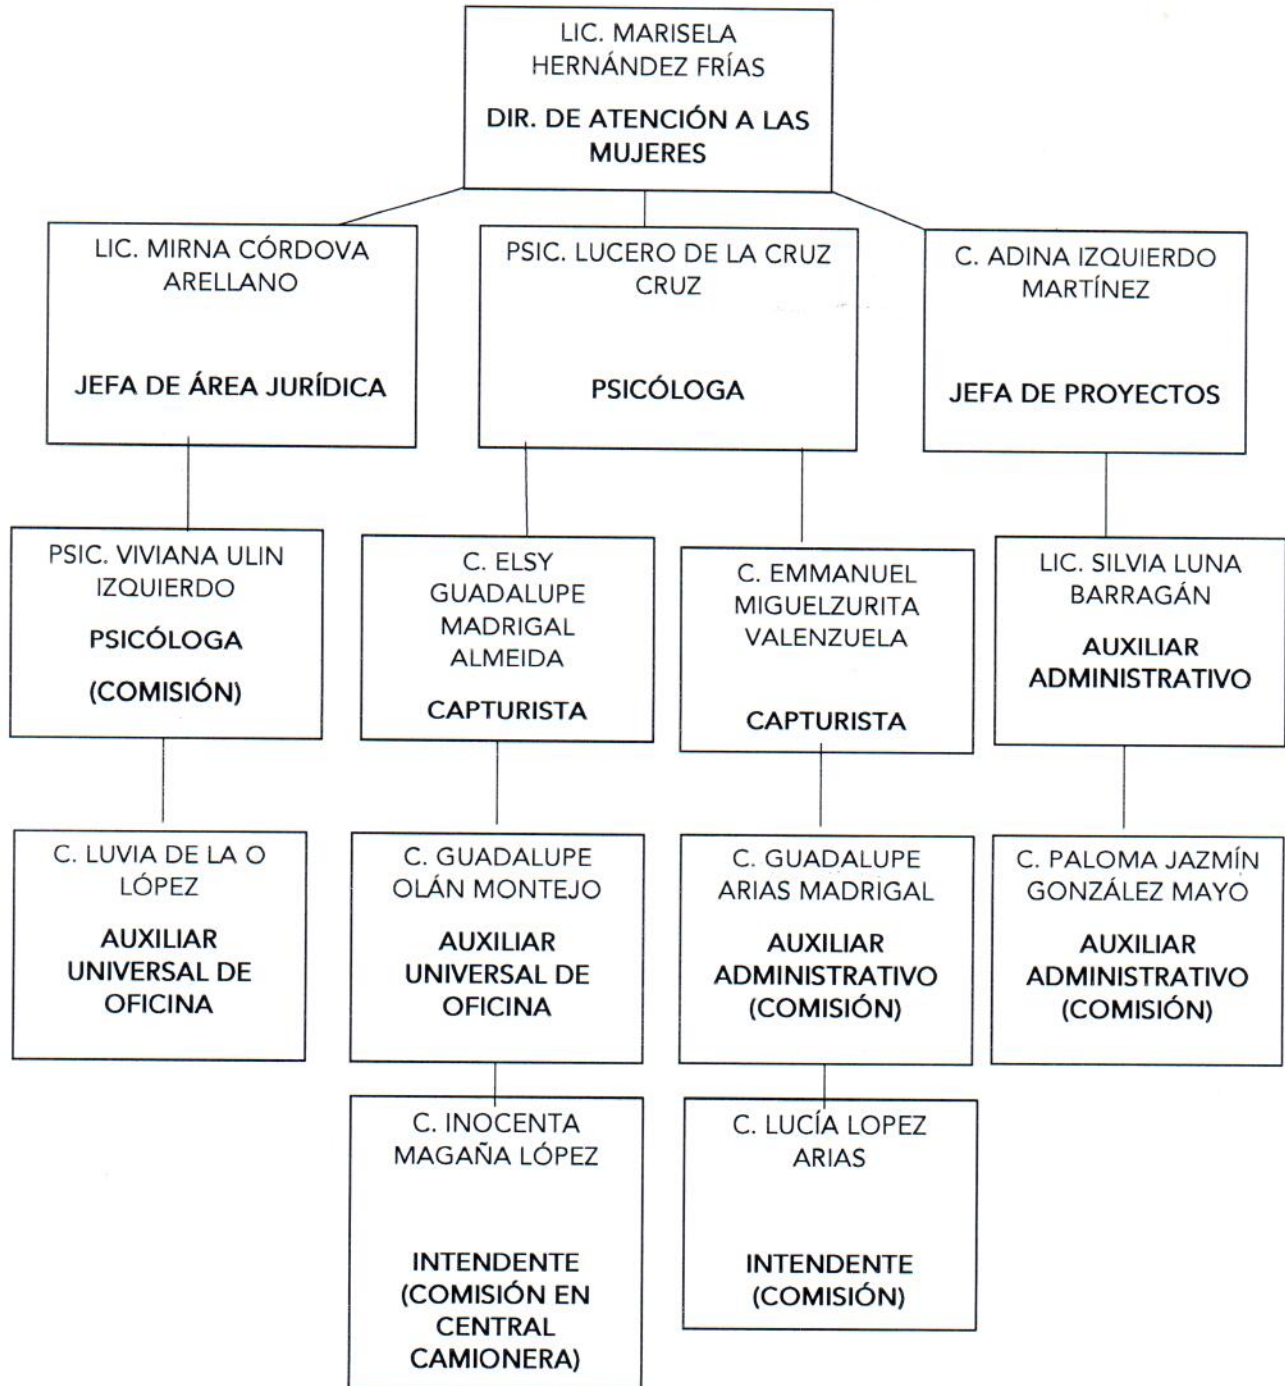 LIC. MARISELA
HERNÁNDEZ FRÍAS
DIR. DE ATENCIÓN A LAS
MUJERES
LIC. MIRNA CÓRDOVA
ARELLANO
JEFA DE ÁREA JURÍDICA
PSIC. LUCERO DE LA CRUZ
CRUZ
PSICÓLOGA
C. ADINA IZQUIERDO
MARTÍNEZ
JEFA DE PROYECTOS
PSIC. VIVIANA ULIN
IZQUIERDO
PSICÓLOGA
(COMISIÓN)
C. ELSY
GUADALUPE
MADRIGAL
ALMEIDA
CAPTURISTA
C. EMMANUEL
MIGUELZURITA
VALENZUELA
CAPTURISTA
LIC. SILVIA LUNA
BARRAGÁN
AUXILIAR
ADMINISTRATIVO
C. LUVIA DE LA O
LÓPEZ
AUXILIAR
UNIVERSAL DE
OFICINA
C. GUADALUPE
OLÁN MONTEJO
AUXILIAR
UNIVERSAL DE
OFICINA
C. GUADALUPE
ARIAS MADRIGAL
AUXILIAR
ADMINISTRATIVO
(COMISIÓN)
C. PALOMA JAZMÍN
GONZÁLEZ MAYO
AUXILIAR
ADMINISTRATIVO
(COMISIÓN)
C. INOCENTA
MAGAÑA LÓPEZ
INTENDENTE
(COMISIÓN EN
CENTRAL
CAMIONERA)
C. LUCÍA LOPEZ
ARIAS
INTENDENTE
(COMISIÓN)